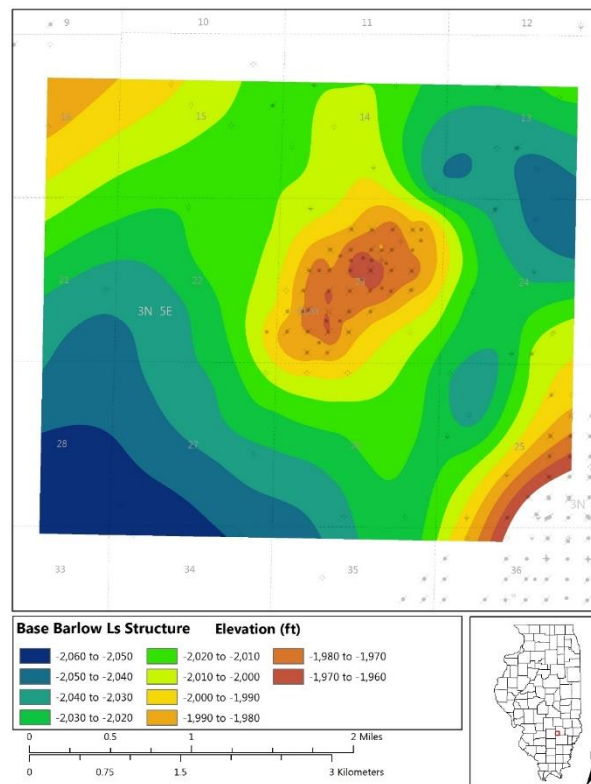 9 10 11 12
16 15 14 13
21 22 23 24
3N 5E
28 27 26 25
3N
33 34 35 36
Base Barlow Ls Structure Elevation (ft)
-2,060 to -2,050 -2,020 to -2,010 -1,980 to -1,970
-2,050 to -2,040 -2,010 to -2,000 -1,970 to -1,960
-2,040 to -2,030 -2,000 to -1,990
-2,030 to -2,020 -1,990 to -1,980
0 0.5 1 2 Miles
0 0.75 1.5 3 Kilometers